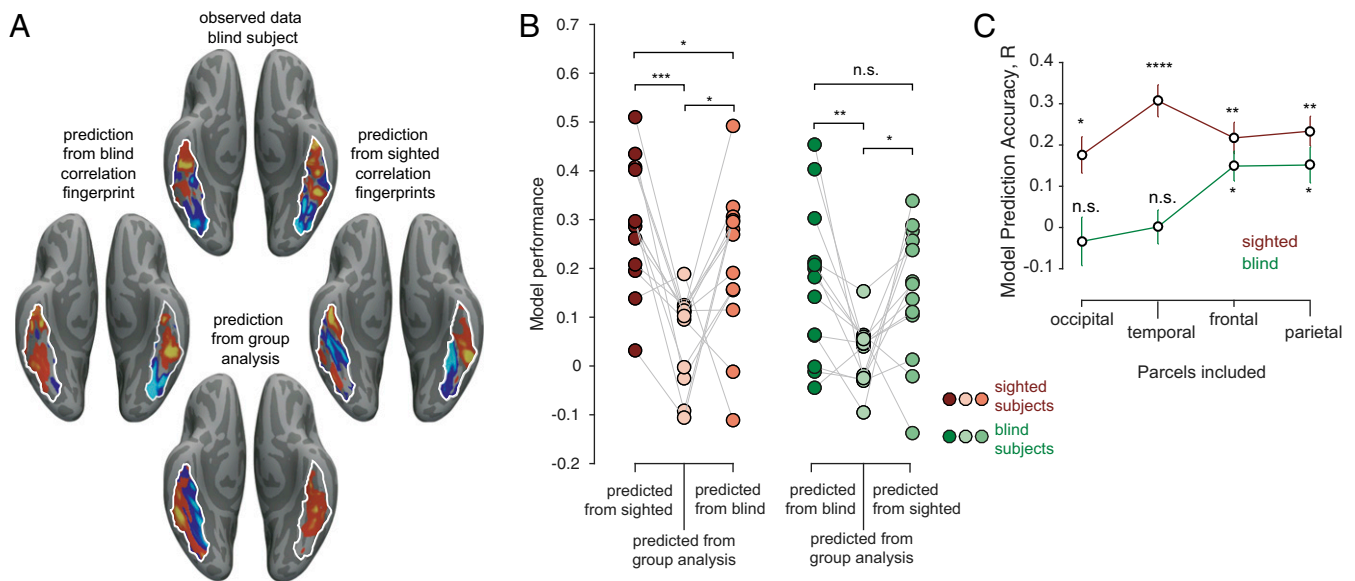 A
observed data
blind subject
prediction
from blind
correlation
fingerprint
prediction
from sighted
correlation
fingerprints
prediction
from group
analysis
B
Model performance
0.7
0.6
0.5
0.4
0.3
0.2
0.1
0
-0.1
-0.2
*
***
*
n.s.
**
*
predicted
from sighted
predicted
from blind
predicted from
group analysis
predicted
from blind
predicted
from sighted
predicted from
group analysis
sighted
subjects
blind
subjects
C
Model Prediction Accuracy, R
0.4
0.3
0.2
0.1
0
-0.1
*
****
**
**
n.s.
n.s.
*
*
sighted
blind
occipital
temporal
frontal
parietal
Parcels included